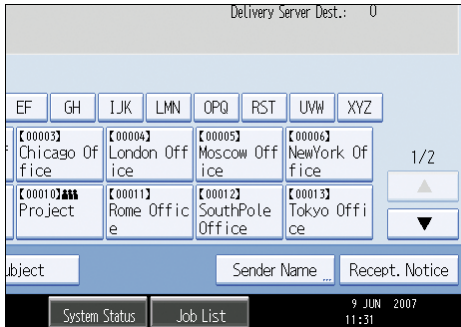 Delivery Server Dest.: 0
EF GH IJK LMN OPQ RST UVW XYZ
【00003】 【00004】 【00005】 【00006】
Chicago Of London Off Moscow Off NewYork Of
fice ice ice fice
1/2
【00010】 【00011】 【00012】 【00013】
Project Rome Offic SouthPole Tokyo Offi
e Office ce
ubject Sender Name ... Recept. Notice
System Status Job List 9 JUN 2007
11:31